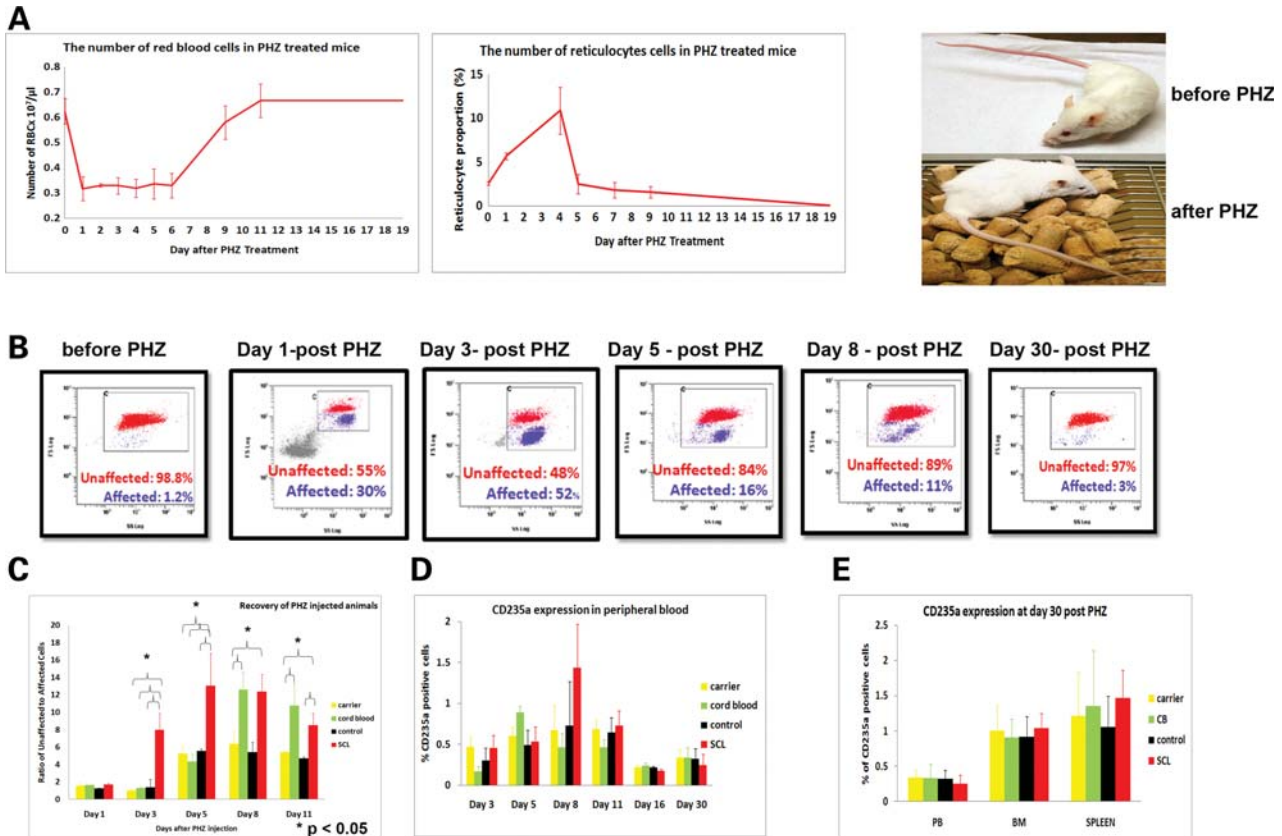 A
The number of red blood cells in PHZ treated mice
0.8
0.7
0.6
0.5
0.4
0.3
0.2
Number of RBCx 10⁷/µl
0 1 2 3 4 5 6 7 8 9 10 11 12 13 14 15 16 17 18 19
Day after PHZ Treatment
The number of reticulocytes cells in PHZ treated mice
15
10
5
0
Reticulocyte proportion (%)
0 1 2 3 4 5 6 7 8 9 10 11 12 13 14 15 16 17 18 19
Day after PHZ Treatment
before PHZ
after PHZ
B
before PHZ
Day 1-post PHZ
Day 3- post PHZ
Day 5 - post PHZ
Day 8 - post PHZ
Day 30- post PHZ
Unaffected: 98.8%
Affected: 1.2%
FS Log
SS Log
Unaffected: 55%
Affected: 30%
Unaffected: 48%
Affected: 52%
Unaffected: 84%
Affected: 16%
Unaffected: 89%
Affected: 11%
Unaffected: 97%
Affected: 3%
C
Recovery of PHZ injected animals
Ratio of Unaffected to Affected Cells
20
18
16
14
12
10
8
6
4
2
0
* * * *
carrier
cord blood
control
SCL
Day 1 Day 3 Day 5 Day 8 Day 11
Days after PHZ injection
* p < 0.05
D
CD235a expression in peripheral blood
% CD235a positive cells
2
1.5
1
0.5
0
carrier
cord blood
control
SCL
Day 3 Day 5 Day 8 Day 11 Day 16 Day 30
E
CD235a expression at day 30 post PHZ
% of CD235a positive cells
2.5
2
1.5
1
0.5
0
carrier
CB
control
SCL
PB BM SPLEEN